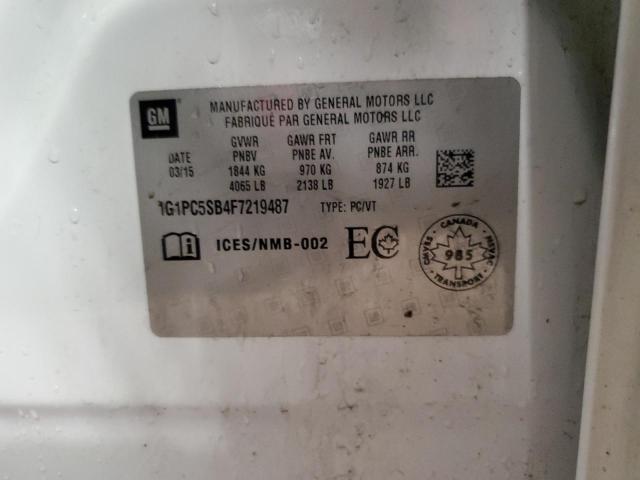 GM
MANUFACTURED BY GENERAL MOTORS LLC
FABRIQUÉ PAR GENERAL MOTORS LLC
GVWR GAWR FRT GAWR RR
DATE PNBV PNBE AV. PNBE ARR.
03/15 1844 KG 970 KG 874 KG
4065 LB 2138 LB 1927 LB
1G1PC5SB4F7219487 TYPE: PC/VT
ICES/NMB-002 EC
CANADA
CMVSS NSVAC
985
TRANSPORT